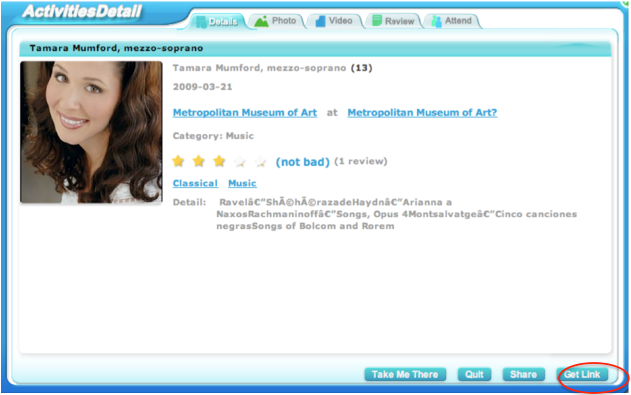 ActivitiesDetail
Details Photo Video Review Attend
Tamara Mumford, mezzo-soprano
Tamara Mumford, mezzo-soprano (13)
2009-03-21
Metropolitan Museum of Art at Metropolitan Museum of Art?
Category: Music
(not bad) (1 review)
Classical Music
Detail: Ravelâ€”ShÃ©hÃ©razadeHaydnâ€”Arianna a
NaxosRachmaninoffâ€”Songs, Opus 4Montsalvatgeâ€”Cinco canciones
negrasSongs of Bolcom and Rorem
Take Me There Quit Share Get Link